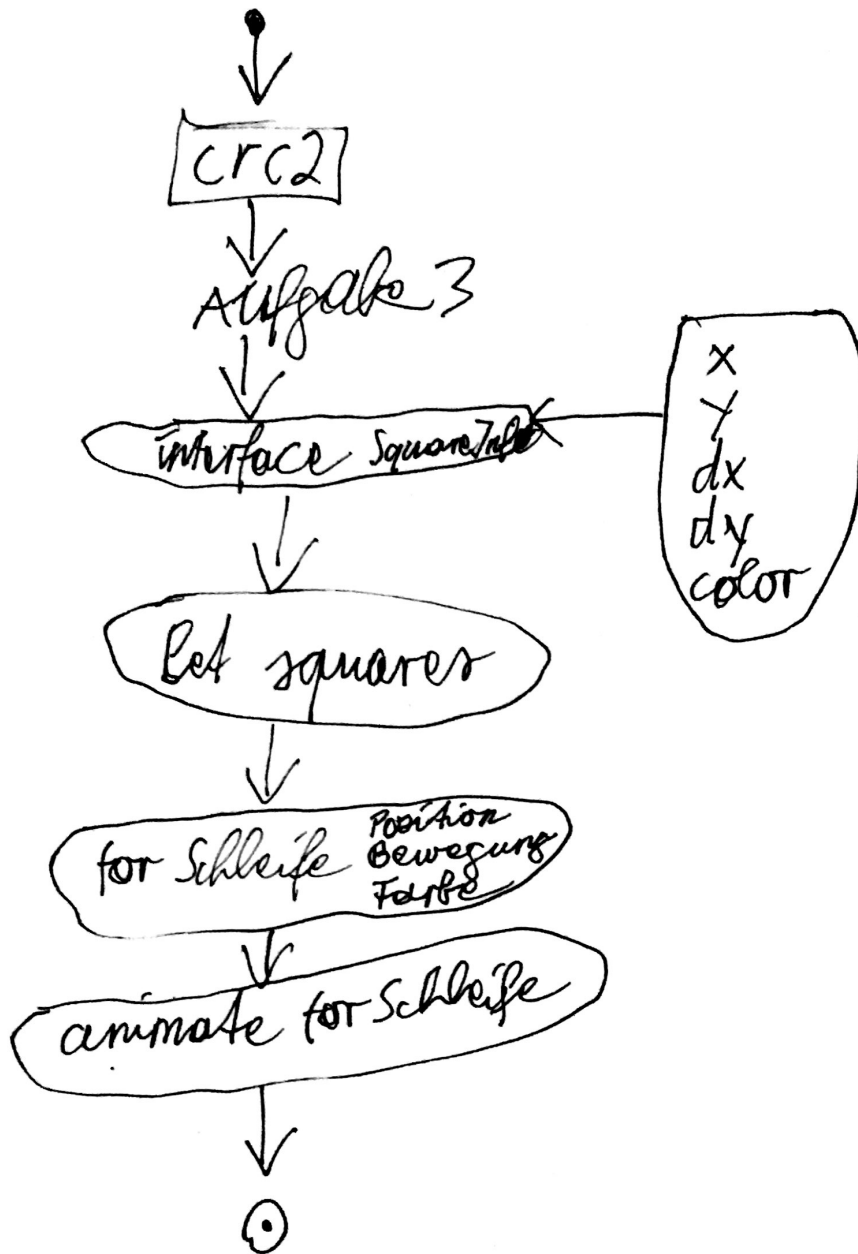 crc2
Aufgabe 3
interface SquareInfo
x
y
dx
dy
color
let squares
for Schleife Position
Bewegung
Farbe
animate for Schleife